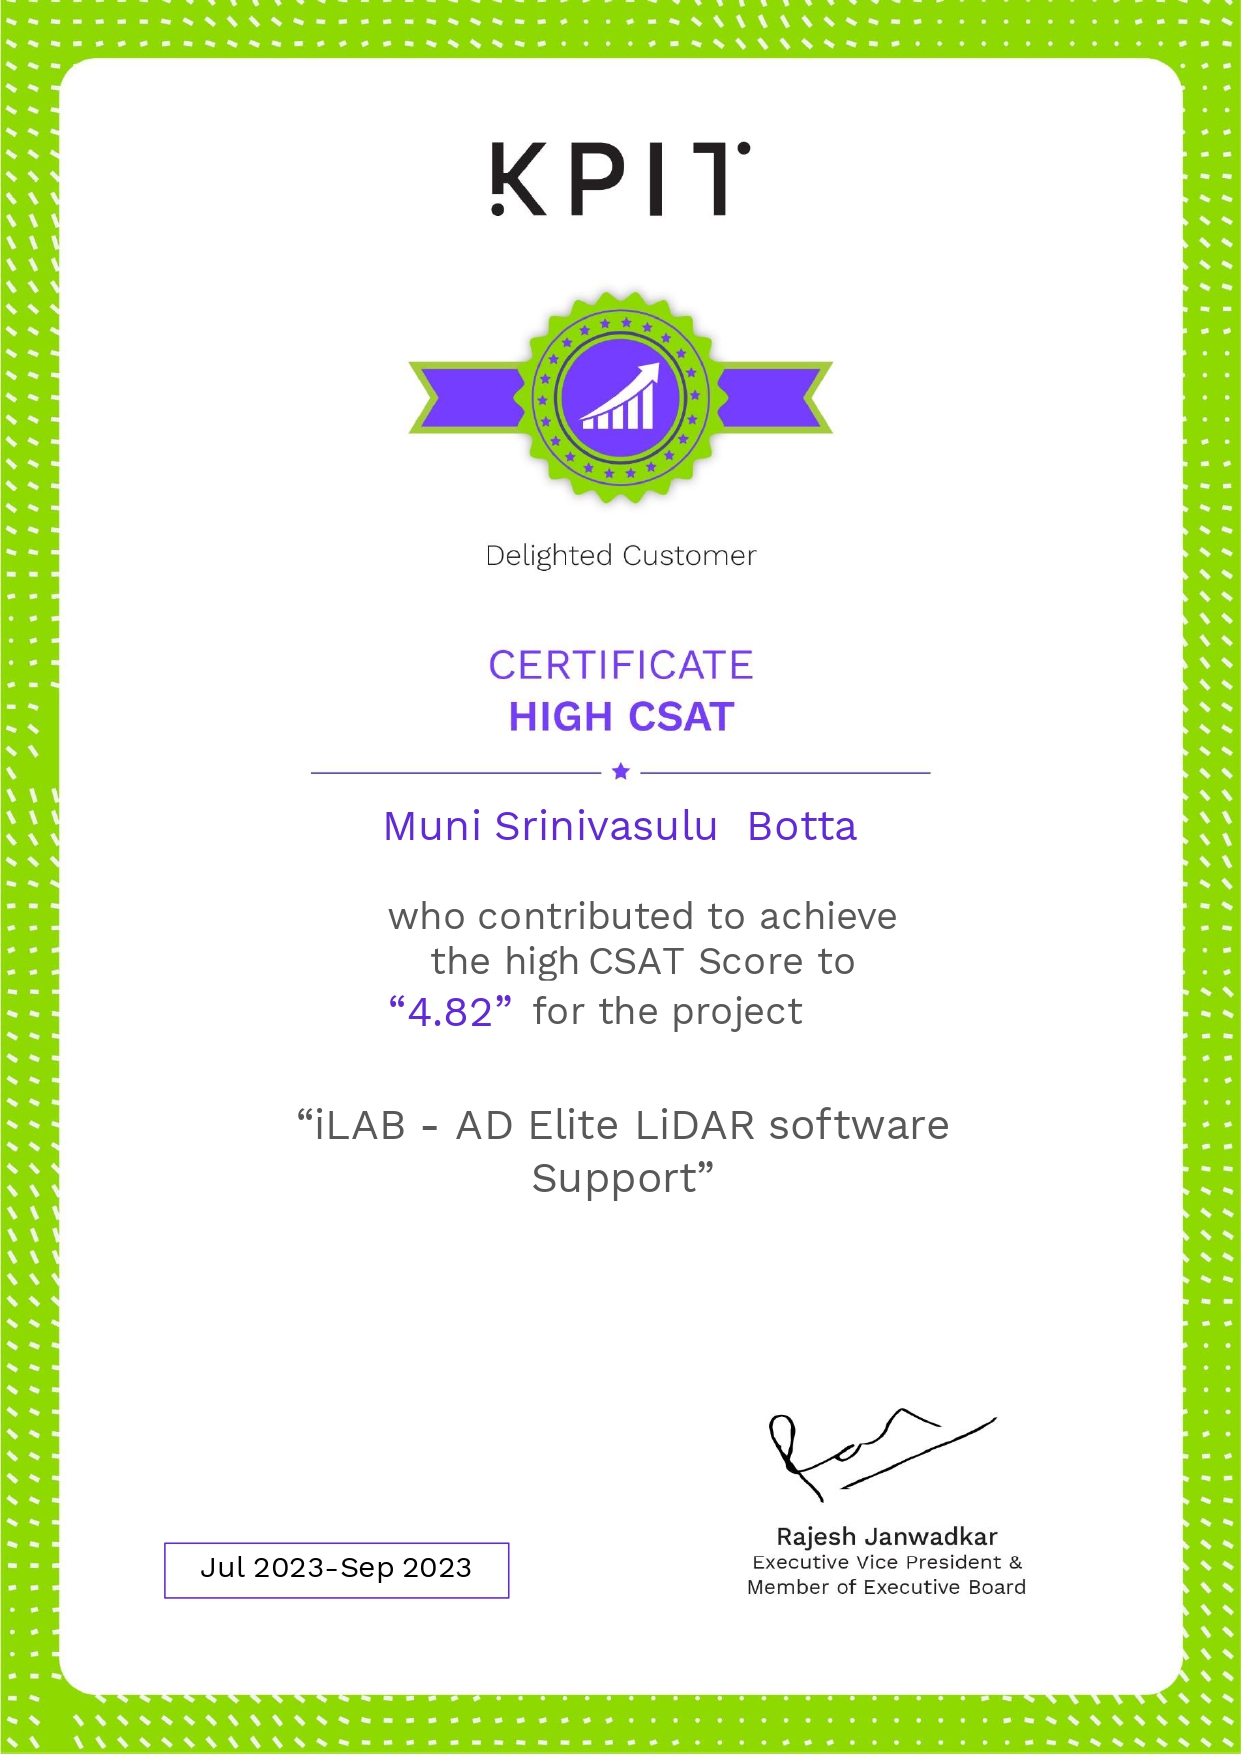 KPIT
Delighted Customer
CERTIFICATE
HIGH CSAT
Muni Srinivasulu  Botta
who contributed to achieve
the high CSAT Score to
“4.82” for the project
“iLAB - AD Elite LiDAR software
Support”
Rajesh Janwadkar
Executive Vice President &
Member of Executive Board
Jul 2023-Sep 2023